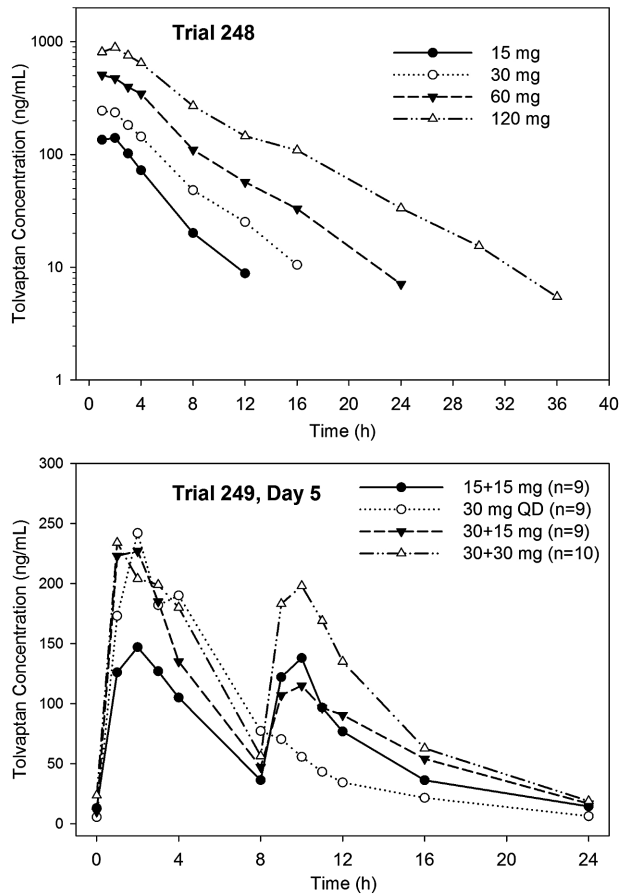 Trial 248
15 mg
30 mg
60 mg
120 mg
Tolvaptan Concentration (ng/mL)
1000
100
10
1
0 4 8 12 16 20 24 28 32 36 40
Time (h)
Trial 249, Day 5
15+15 mg (n=9)
30 mg QD (n=9)
30+15 mg (n=9)
30+30 mg (n=10)
Tolvaptan Concentration (ng/mL)
300
250
200
150
100
50
0
0 4 8 12 16 20 24
Time (h)